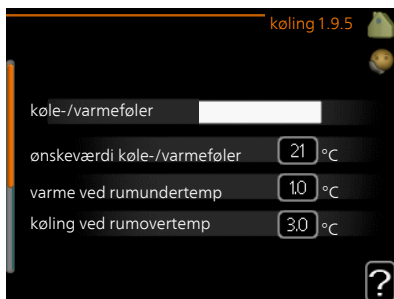 køling 1.9.5
køle-/varmeføler
ønskeværdi køle-/varmeføler 21 °C
varme ved rumundertemp 1.0 °C
køling ved rumovertemp 3.0 °C
?